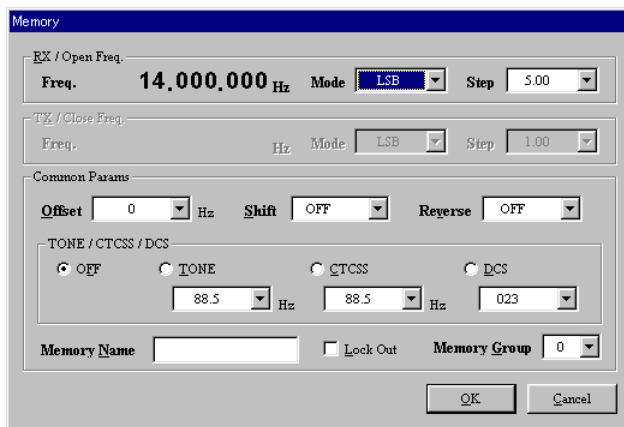 Memory
RX / Open Freq.
Freq. 14.000.000 Hz Mode LSB Step 5.00
TX / Close Freq.
Freq. Hz Mode LSB Step 1.00
Common Params
Offset 0 Hz Shift OFF Reverse OFF
TONE / CTCSS / DCS
OFF TONE CTCSS DCS
88.5 Hz 88.5 Hz 023
Memory Name Lock Out Memory Group 0
OK Cancel